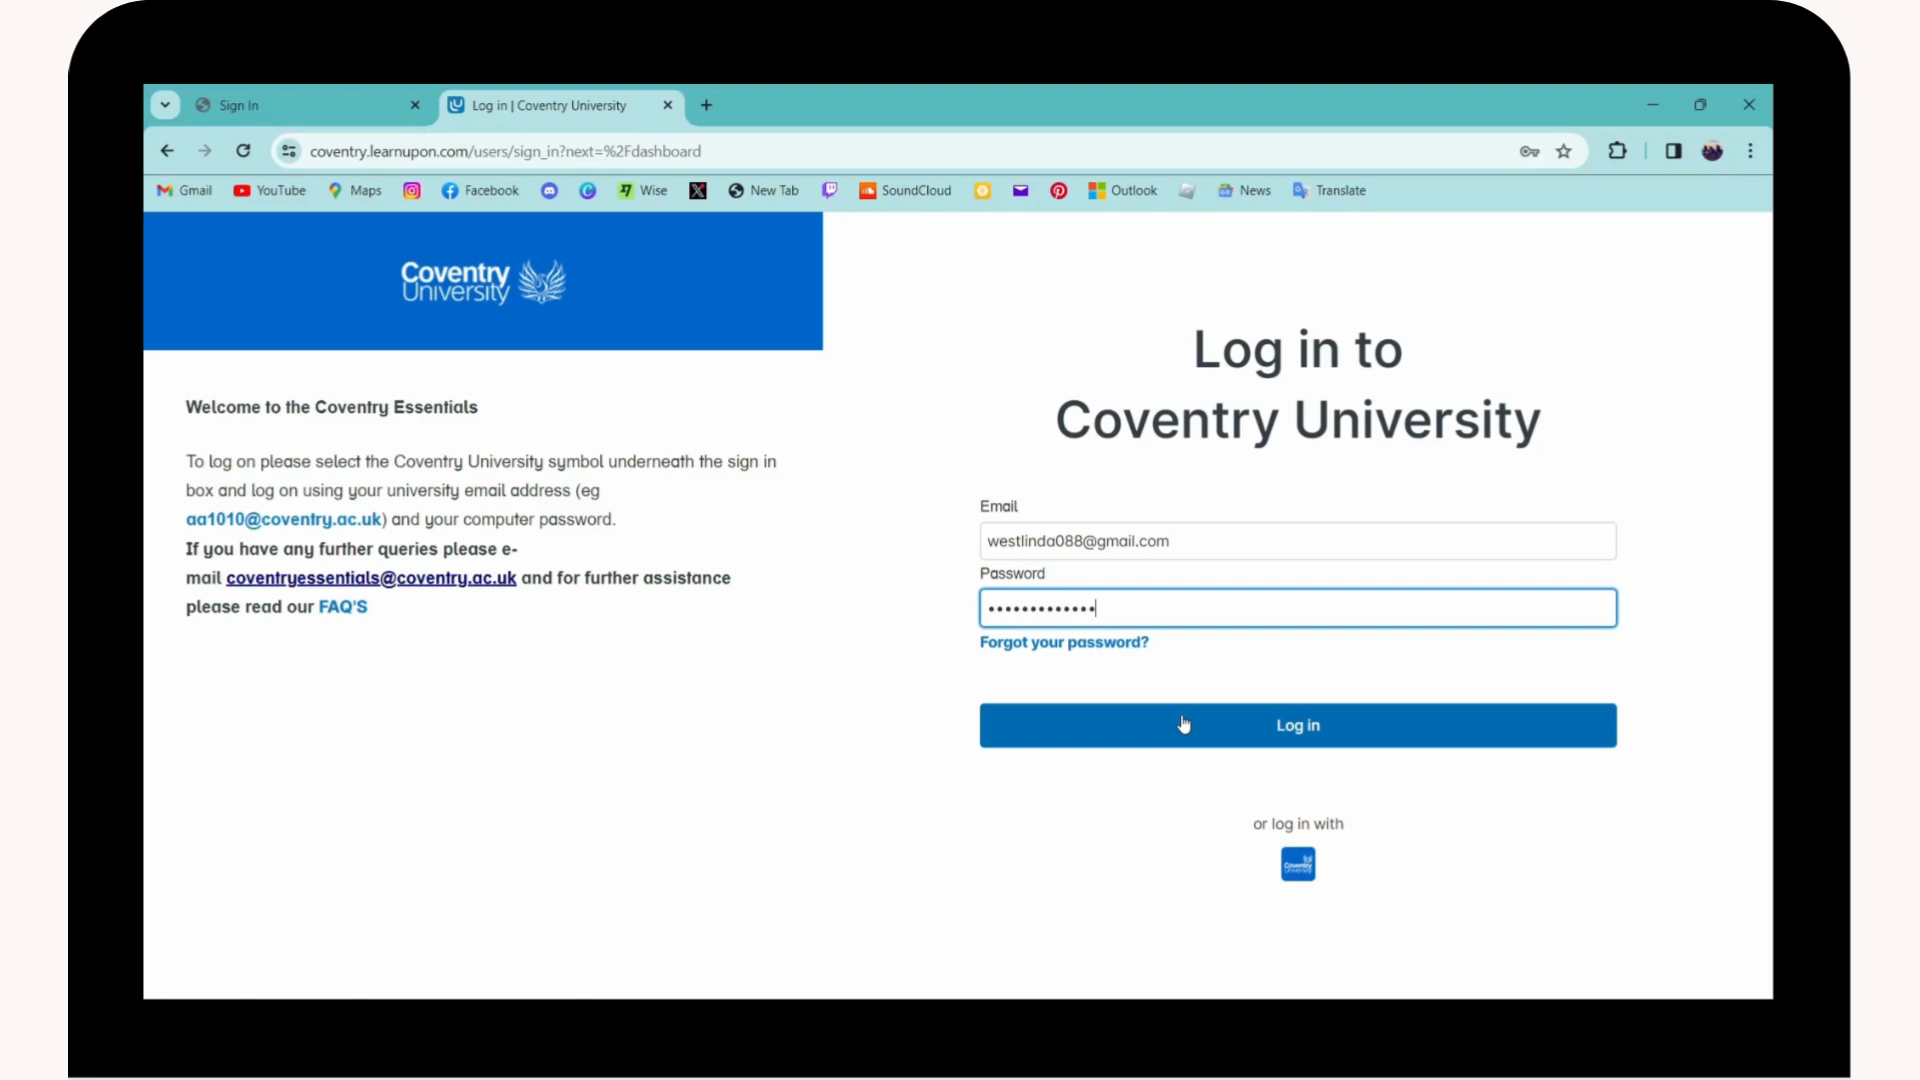 Sign In
Log in | Coventry University
coventry.learnupon.com/users/sign_in?next=%2Fdashboard
Gmail YouTube Maps Facebook Wise New Tab SoundCloud Outlook News Translate
Coventry
University
Welcome to the Coventry Essentials
To log on please select the Coventry University symbol underneath the sign in
box and log on using your university email address (eg
aa1010@coventry.ac.uk) and your computer password.
If you have any further queries please e-
mail coventryessentials@coventry.ac.uk and for further assistance
please read our FAQ'S
Log in to
Coventry University
Email
westlinda088@gmail.com
Password
•••••••••••••
Forgot your password?
Log in
or log in with
Coventry
University